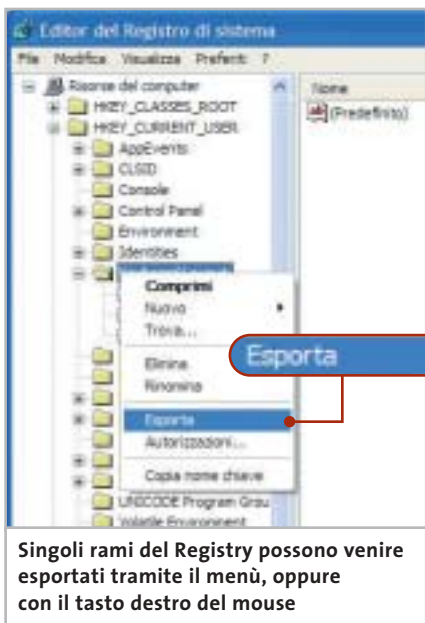 Editor del Registro di sistema
File Modifica Visualizza Preferiti ?
Risorse del computer
HKEY_CLASSES_ROOT
HKEY_CURRENT_USER
AppEvents
CLSID
Console
Control Panel
Environment
Identities
Nome
(Predefinito)
Comprimi
Nuovo
Trova...
Elimina
Rinomina
Esporta
Autorizzazioni...
Copia nome chiave
Esporta
UNICODE Program Grou
Volatile Environment
Singoli rami del Registry possono venire
esportati tramite il menù, oppure
con il tasto destro del mouse